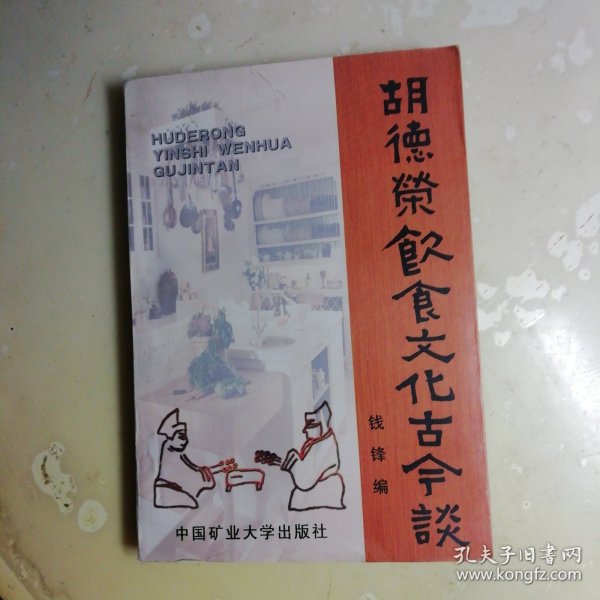 HUDERONG
YINSHI WENHUA
GUJINTAN
胡德榮飲食文化古今談
钱锋编
中国矿业大学出版社
孔夫子旧书网
www.kongfz.com